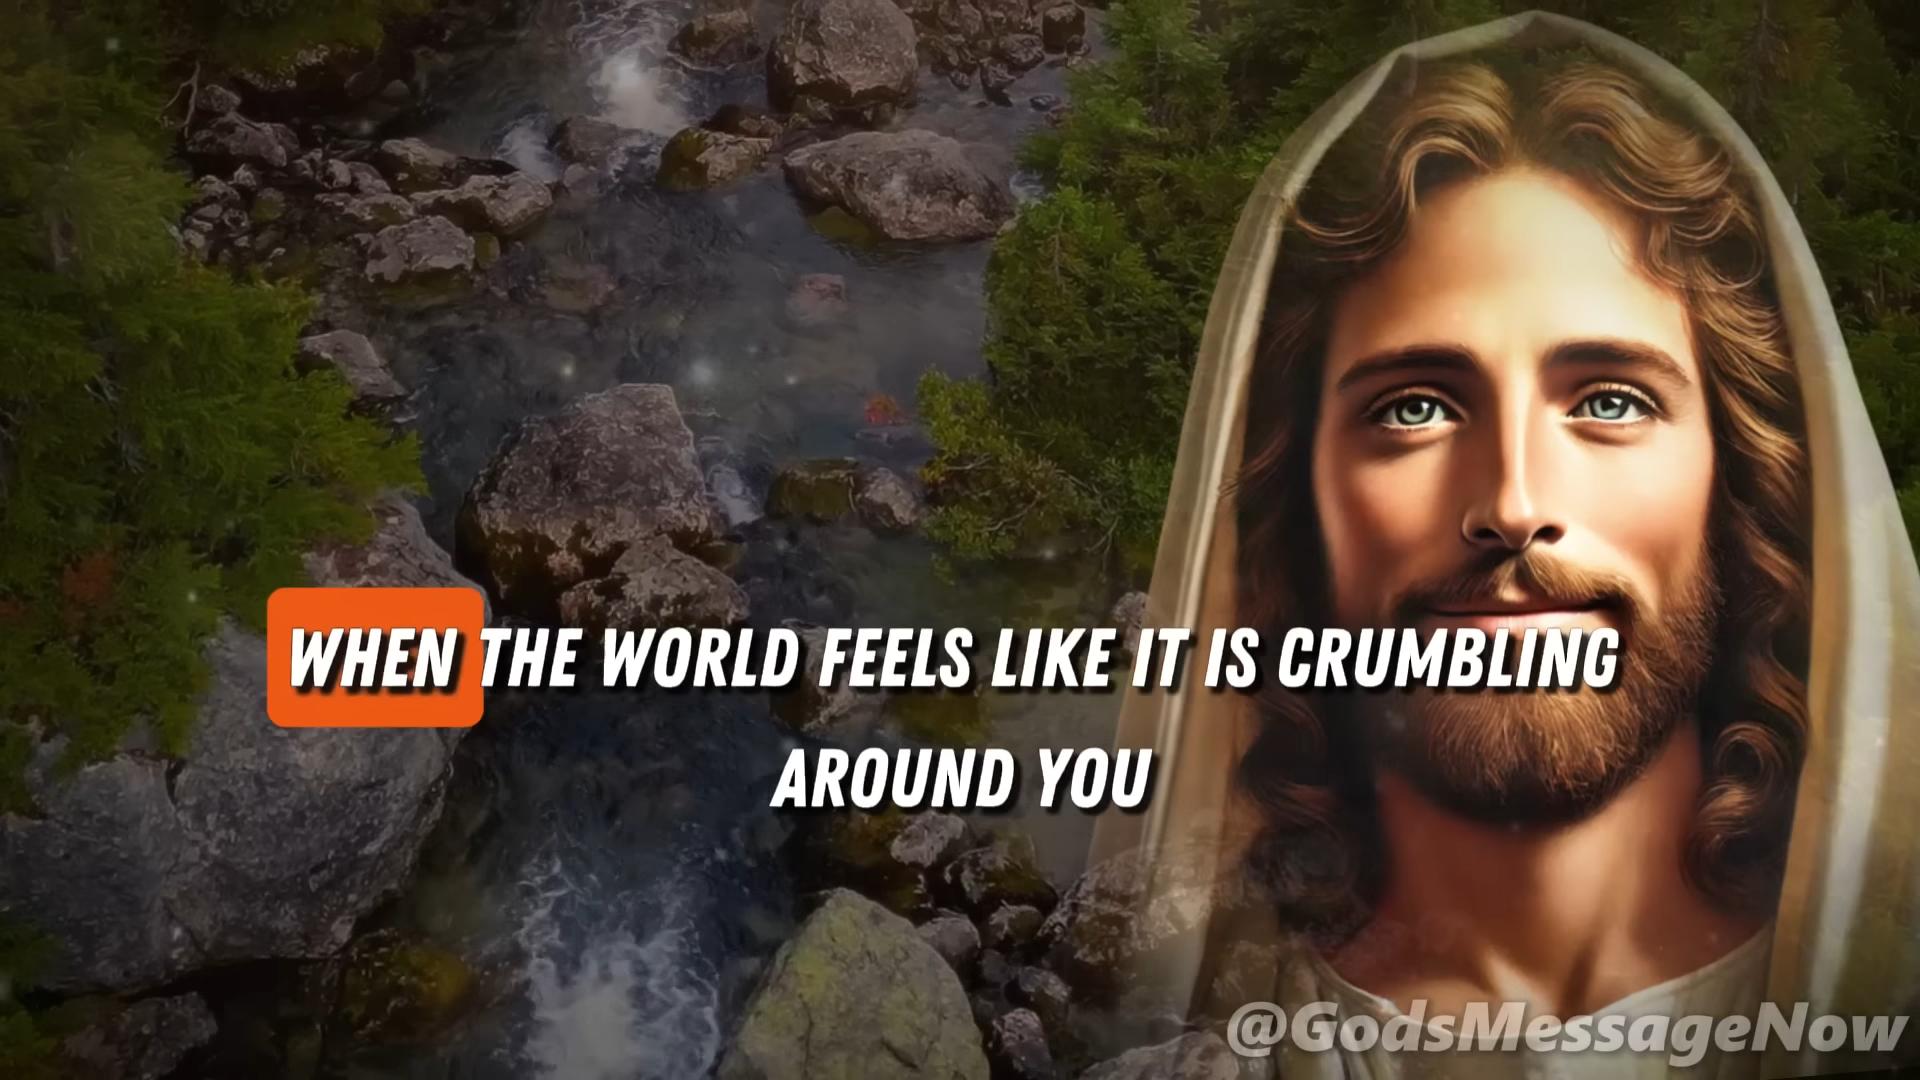 WHEN THE WORLD FEELS LIKE IT IS CRUMBLING
AROUND YOU
@GodsMessageNow